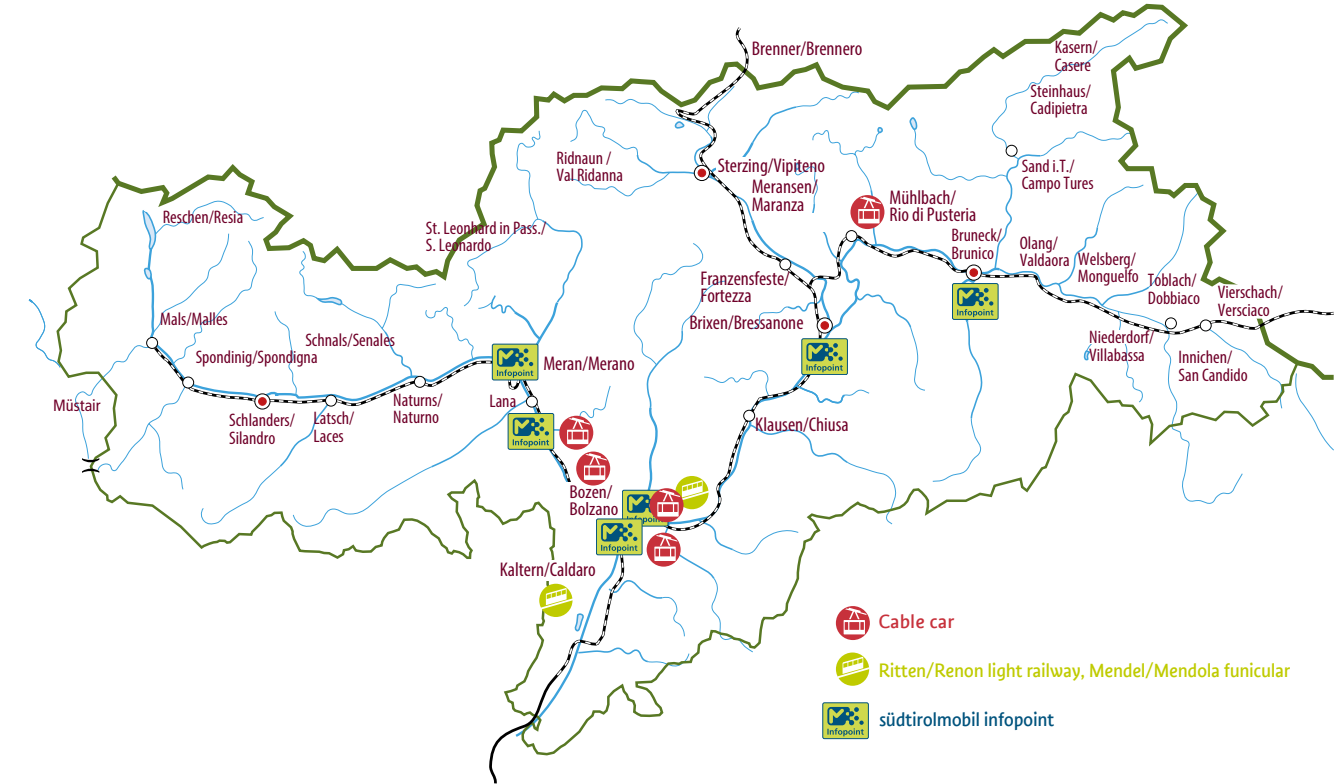 Brenner/Brennero
Kasern/
Casere
Steinhaus/
Cadipietra
Ridnaun /
Val Ridanna
Sterzing/Vipiteno
Meransen/
Maranza
Sand i.T./
Campo Tures
Mühlbach/
Rio di Pusteria
Reschen/Resia
St. Leonhard in Pass./
S. Leonardo
Bruneck/
Brunico
Olang/
Valdaora
Welsberg/
Monguelfo
Toblach/
Dobbiaco
Vierschach/
Versciaco
Franzensfeste/
Fortezza
Infopoint
Brixen/Bressanone
Mals/Malles
Schnals/Senales
Spondinig/Spondigna
Niederdorf/
Villabassa
Innichen/
San Candido
Infopoint
Meran/Merano
Infopoint
Müstair
Schlanders/
Silandro
Latsch/
Laces
Naturns/
Naturno
Lana
Infopoint
Klausen/Chiusa
Bozen/
Bolzano
Infopoint
Infopoint
Kaltern/Caldaro
Cable car
Ritten/Renon light railway, Mendel/Mendola funicular
Infopoint
südtirolmobil infopoint